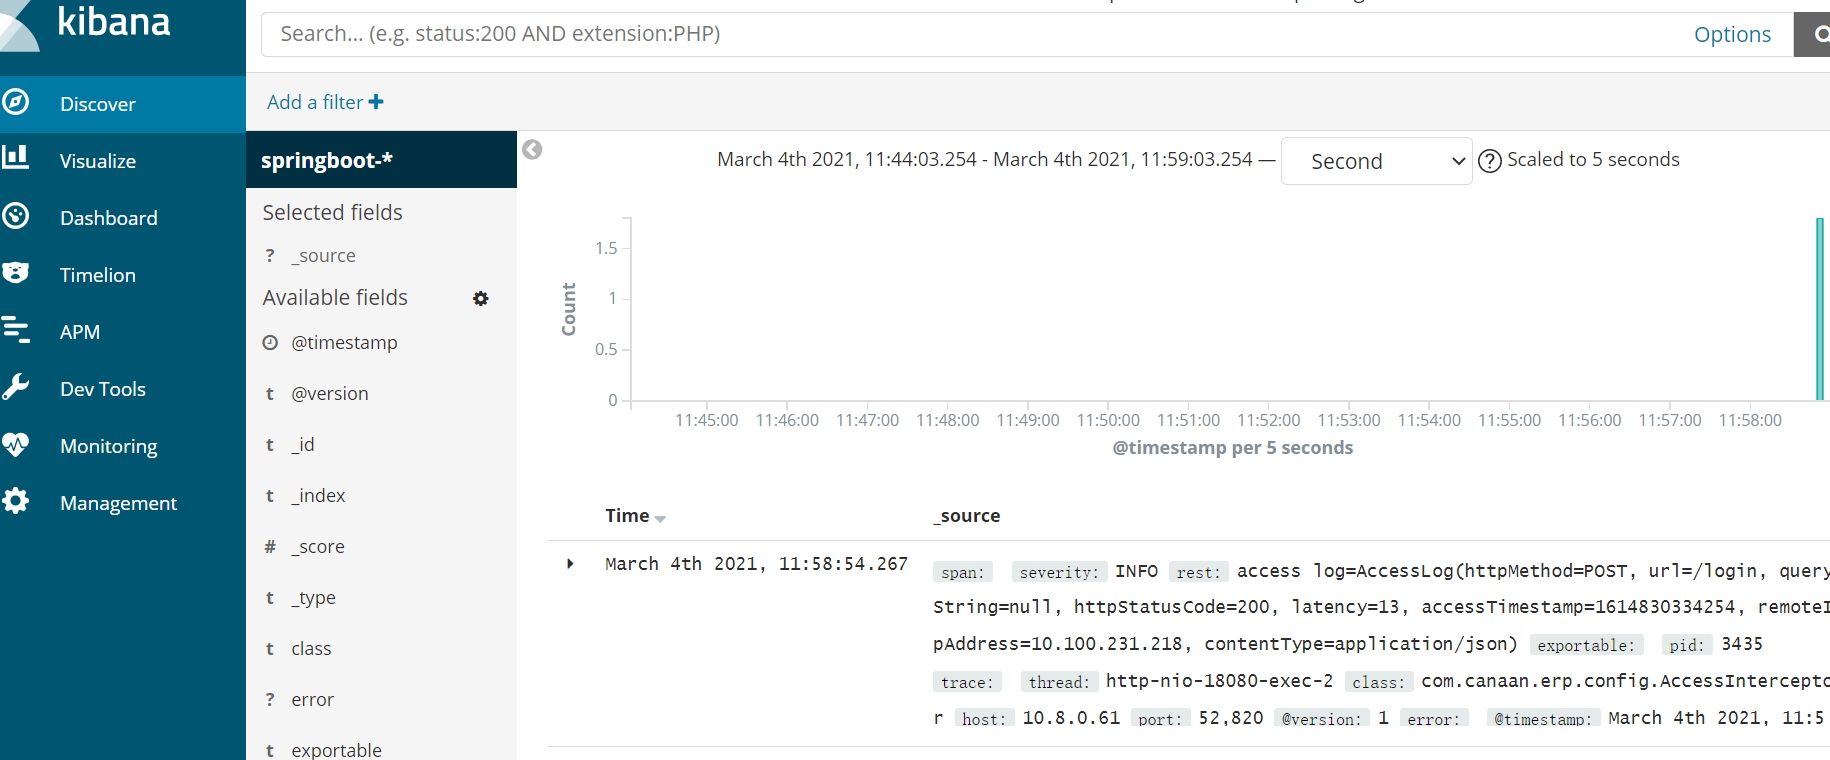 kibana
Search... (e.g. status:200 AND extension:PHP)
Options
Discover
Visualize
Dashboard
Timelion
APM
Dev Tools
Monitoring
Management
Add a filter
springboot-*
Selected fields
? _source
Available fields
@timestamp
t @version
t _id
t _index
# _score
t _type
t class
? error
t exportable
March 4th 2021, 11:44:03.254 - March 4th 2021, 11:59:03.254 —
Second
? Scaled to 5 seconds
Count
1.5
1
0.5
0
11:45:00 11:46:00 11:47:00 11:48:00 11:49:00 11:50:00 11:51:00 11:52:00 11:53:00 11:54:00 11:55:00 11:56:00 11:57:00 11:58:00
@timestamp per 5 seconds
Time _source
March 4th 2021, 11:58:54.267
span: severity: INFO rest: access log=AccessLog(httpMethod=POST, url=/login, query
String=null, httpStatusCode=200, latency=13, accessTimestamp=1614830334254, remoteI
pAddress=10.100.231.218, contentType=application/json) exportable: pid: 3435
trace: thread: http-nio-18080-exec-2 class: com.canaan.erp.config.AccessIntercepto
r host: 10.8.0.61 port: 52,820 @version: 1 error: @timestamp: March 4th 2021, 11:5